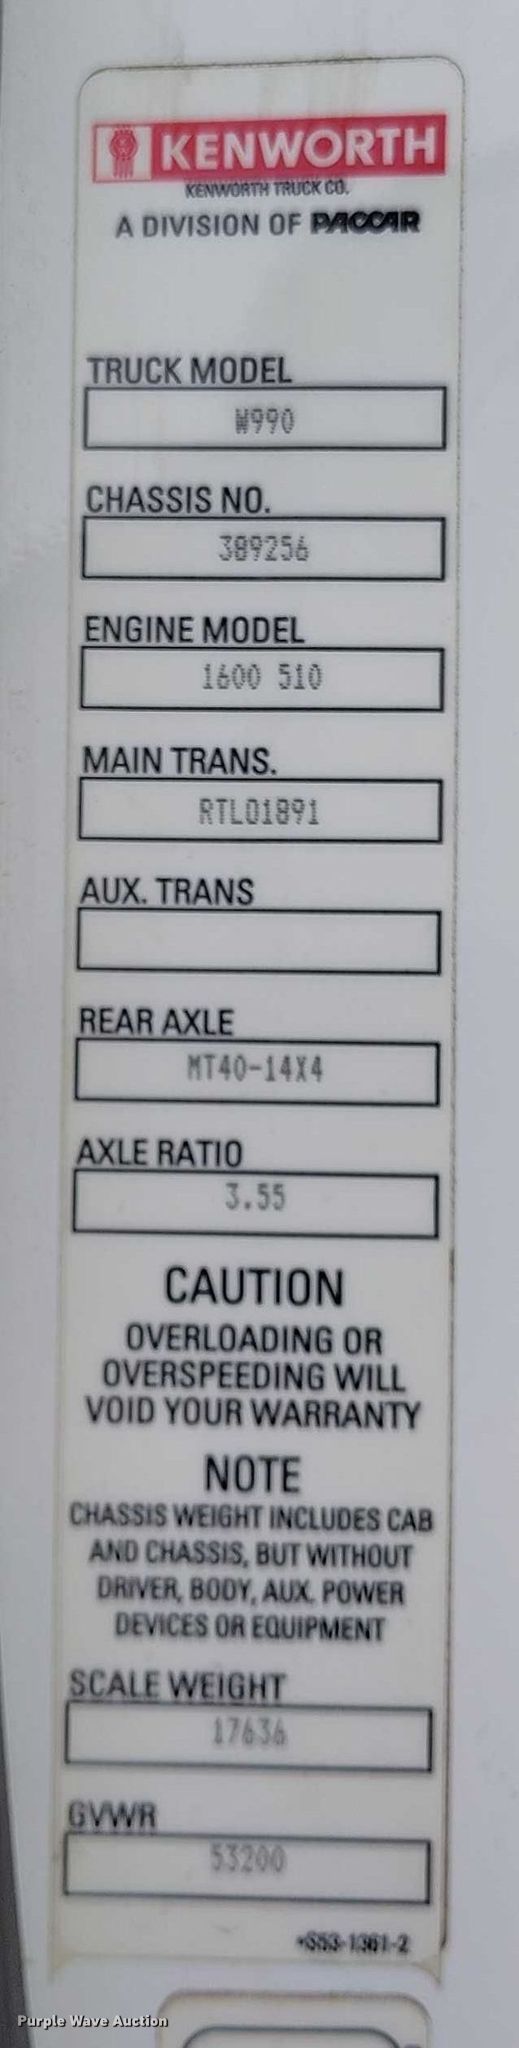 KENWORTH
KENWORTH TRUCK CO.
A DIVISION OF PACCAR
TRUCK MODEL
W990
CHASSIS NO.
389256
ENGINE MODEL
1600 510
MAIN TRANS.
RTLO1891
AUX. TRANS
REAR AXLE
MT40-14X4
AXLE RATIO
3.55
CAUTION
OVERLOADING OR
OVERSPEEDING WILL
VOID YOUR WARRANTY
NOTE
CHASSIS WEIGHT INCLUDES CAB
AND CHASSIS, BUT WITHOUT
DRIVER, BODY, AUX. POWER
DEVICES OR EQUIPMENT
SCALE WEIGHT
17636
GVWR
53200
•S53-1361-2
Purple Wave Auction